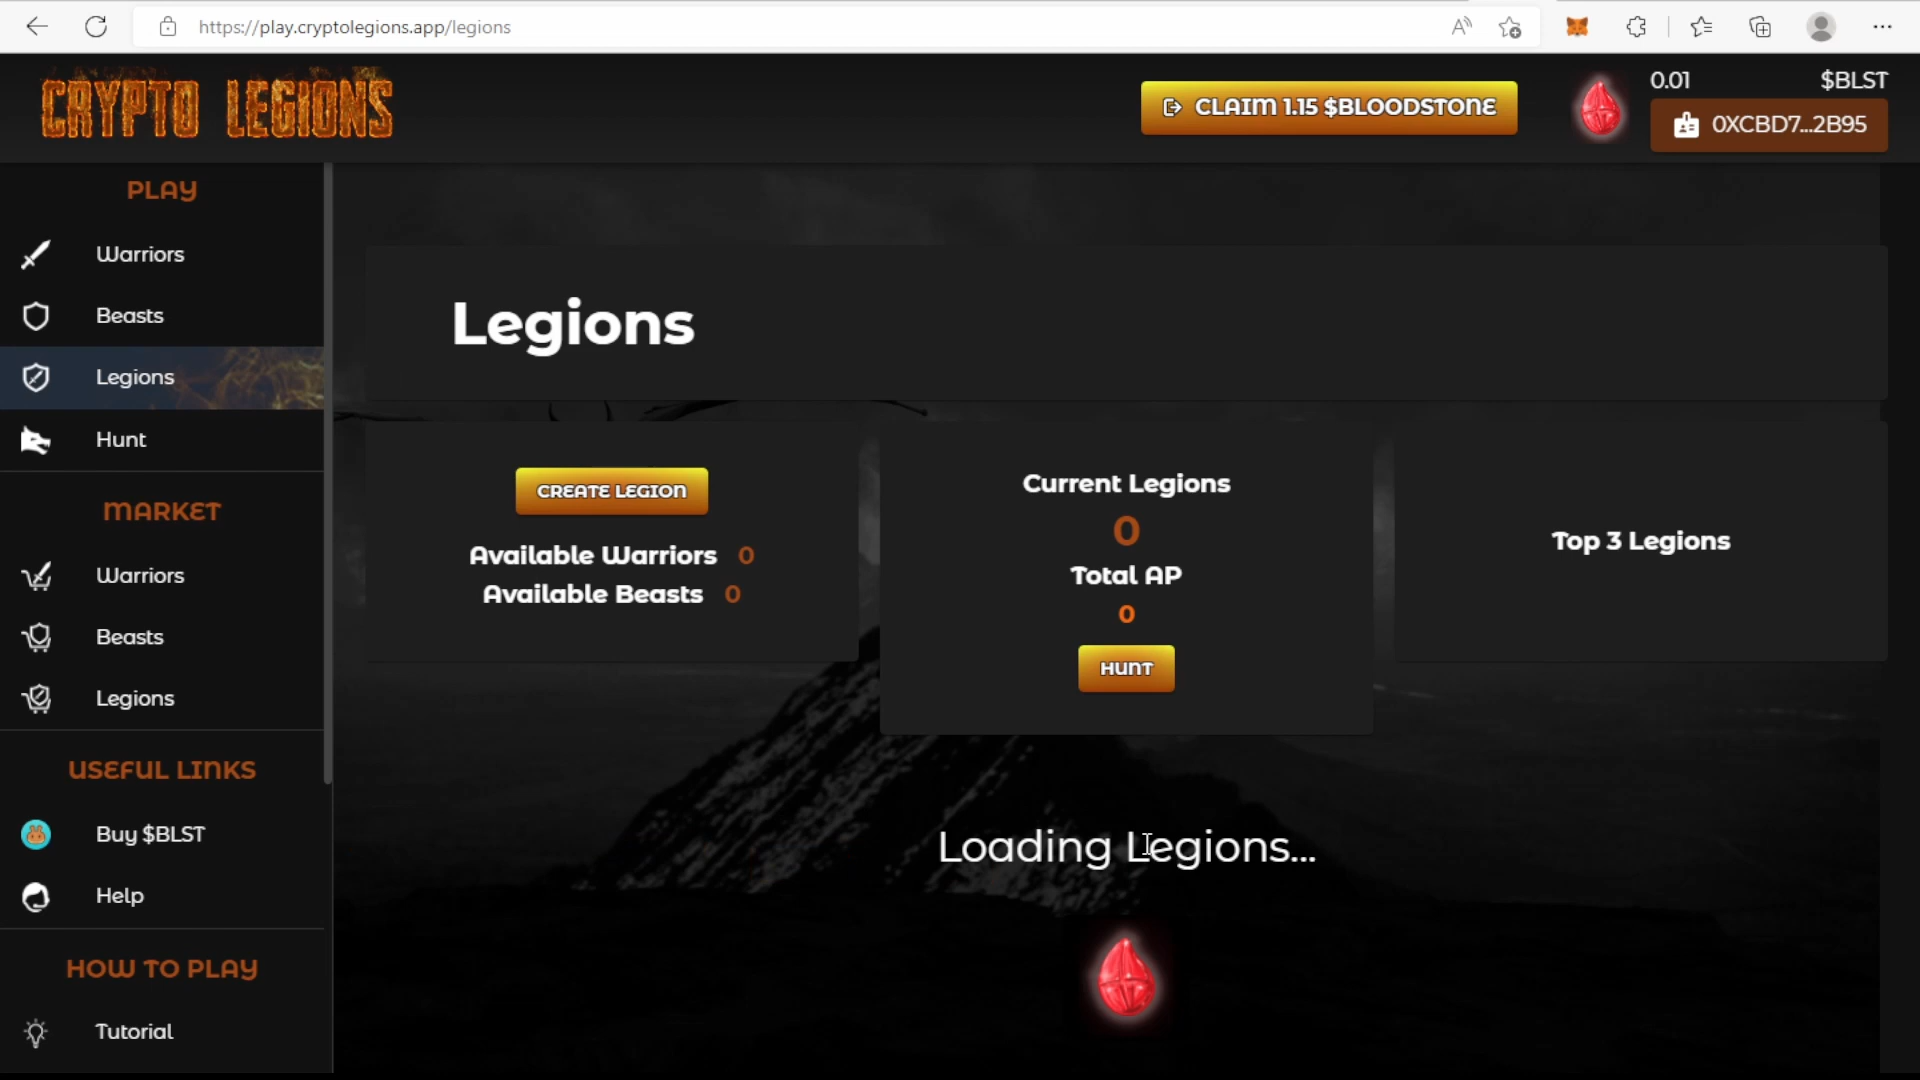 https://play.cryptolegions.app/legions
CRYPTO LEGIONS
CLAIM 1.15 $BLOODSTONE
0.01 $BLST
0XCBD7...2B95
PLAY
Warriors
Beasts
Legions
Hunt
MARKET
Warriors
Beasts
Legions
USEFUL LINKS
Buy $BLST
Help
HOW TO PLAY
Tutorial
Legions
CREATE LEGION
Available Warriors 0
Available Beasts 0
Current Legions
0
Total AP
0
HUNT
Top 3 Legions
Loading Legions...